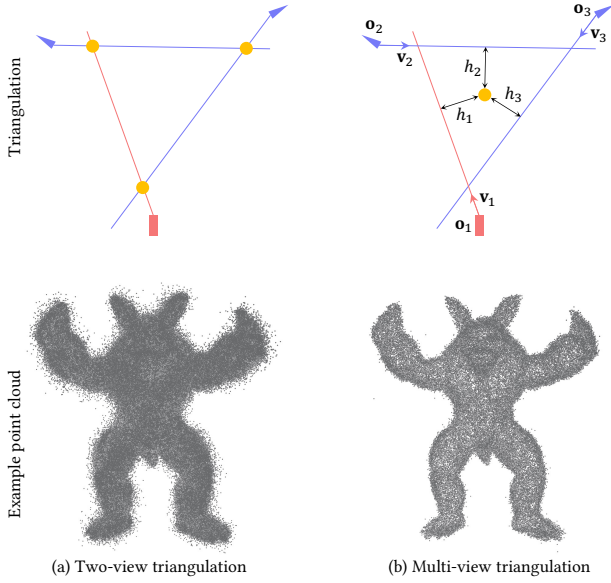 Triangulation
𝐨₂
𝐯₂
h₂
h₁
h₃
𝐨₃
𝐯₃
𝐯₁
𝐨₁
Example point cloud
(a) Two-view triangulation
(b) Multi-view triangulation